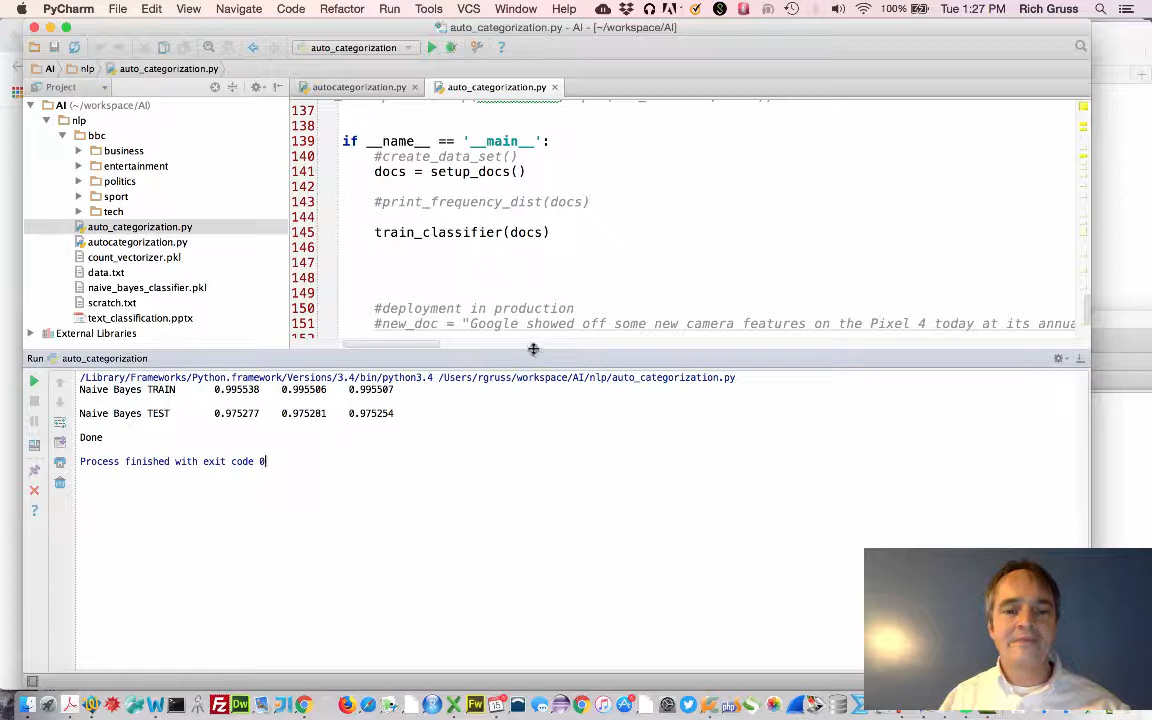 PyCharm File Edit View Navigate Code Refactor Run Tools VCS Window Help 100% Tue 1:27 PM Rich Gruss
auto_categorization.py - AI - [~/workspace/AI]
auto_categorization
AI nlp auto_categorization.py
Project
autocategorization.py
auto_categorization.py
AI (~/workspace/AI)
nlp
bbc
business
entertainment
politics
sport
tech
auto_categorization.py
autocategorization.py
count_vectorizer.pkl
data.txt
naive_bayes_classifier.pkl
scratch.txt
text_classification.pptx
External Libraries
137
138
139 if __name__ == '__main__':
140 #create_data_set()
141 docs = setup_docs()
142
143 #print_frequency_dist(docs)
144
145 train_classifier(docs)
146
147
148
149
150 #deployment in production
151 #new_doc = "Google showed off some new camera features on the Pixel 4 today at its annua
Run auto_categorization
/Library/Frameworks/Python.framework/Versions/3.4/bin/python3.4 /Users/rgruss/workspace/AI/nlp/auto_categorization.py
Naive Bayes TRAIN 0.995538 0.995506 0.995507
Naive Bayes TEST 0.975277 0.975281 0.975254
Done
Process finished with exit code 0